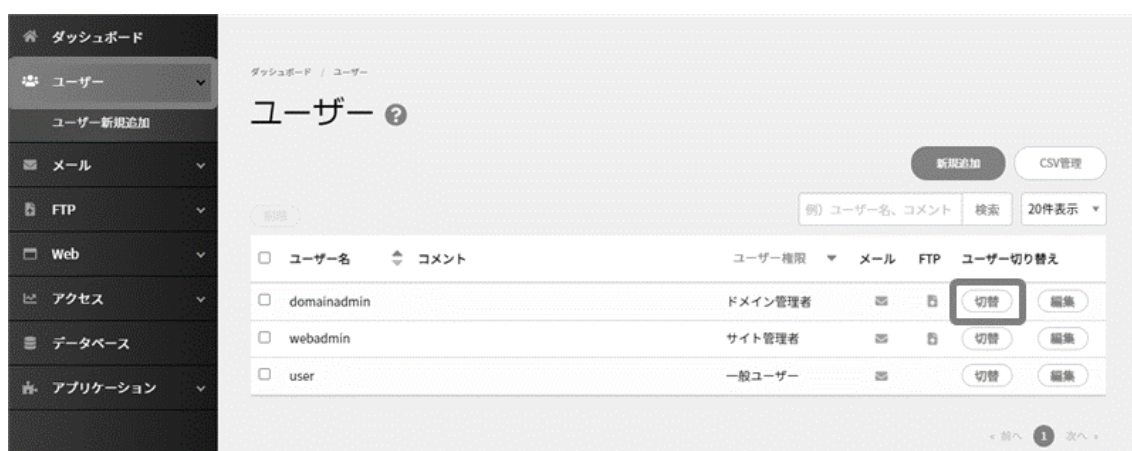 ダッシュボード
ユーザー
ユーザー新規追加
メール
FTP
Web
アクセス
データベース
アプリケーション
ダッシュボード / ユーザー
ユーザー ?
新規追加 CSV管理
削除 例）ユーザー名、コメント 検索 20件表示
ユーザー名 コメント ユーザー権限 メール FTP ユーザー切り替え
domainadmin ドメイン管理者 切替 編集
webadmin サイト管理者 切替 編集
user 一般ユーザー 切替 編集
« 前へ 1 次へ »